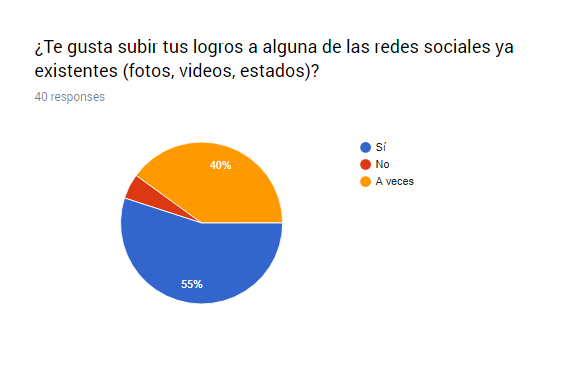 ¿Te gusta subir tus logros a alguna de las redes sociales ya
existentes (fotos, videos, estados)?
40 responses
Sí
No
A veces
40%
55%